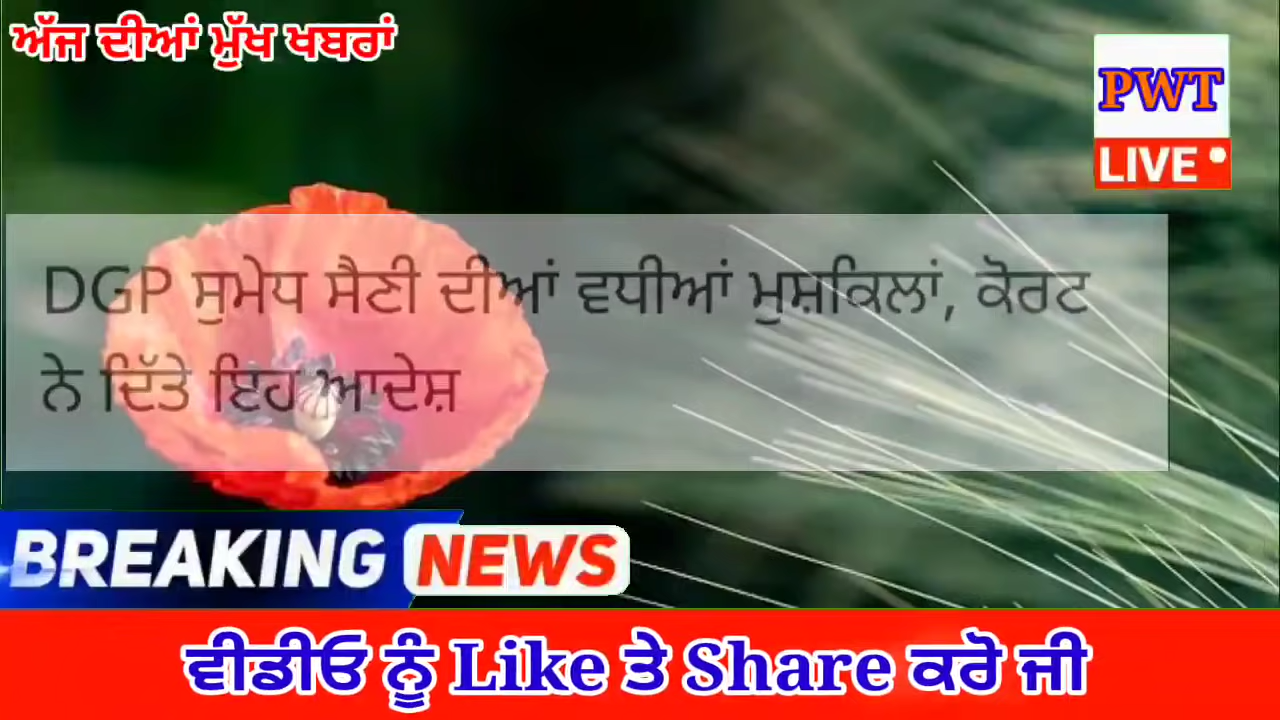 ਅੱਜ ਦੀਆਂ ਮੁੱਖ ਖਬਰਾਂ
PWT
LIVE
DGP ਸੁਮੇਧ ਸੈਣੀ ਦੀਆਂ ਵਧੀਆਂ ਮੁਸ਼ਕਿਲਾਂ, ਕੋਰਟ
ਨੇ ਦਿੱਤੇ ਇਹ ਆਦੇਸ਼
BREAKING NEWS
ਵੀਡੀਓ ਨੂੰ Like ਤੇ Share ਕਰੋ ਜੀ